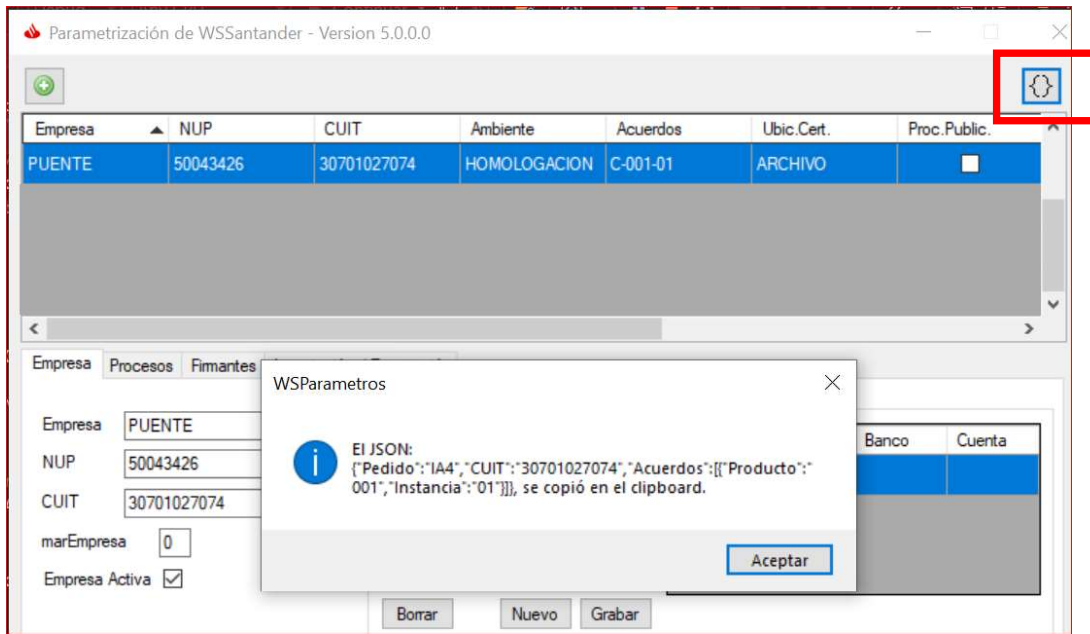 Parametrización de WSSantander - Version 5.0.0.0
{}
Empresa NUP CUIT Ambiente Acuerdos Ubic.Cert. Proc.Public.
PUENTE 50043426 30701027074 HOMOLOGACION C-001-01 ARCHIVO
Empresa Procesos Firmantes
WSParametros
Empresa PUENTE
NUP 50043426
CUIT 30701027074
marEmpresa 0
Empresa Activa
El JSON:
{"Pedido":"IA4","CUIT":"30701027074","Acuerdos":[{"Producto":"
001","Instancia":"01"}]}, se copió en el clipboard.
Aceptar
Banco Cuenta
Borrar Nuevo Grabar